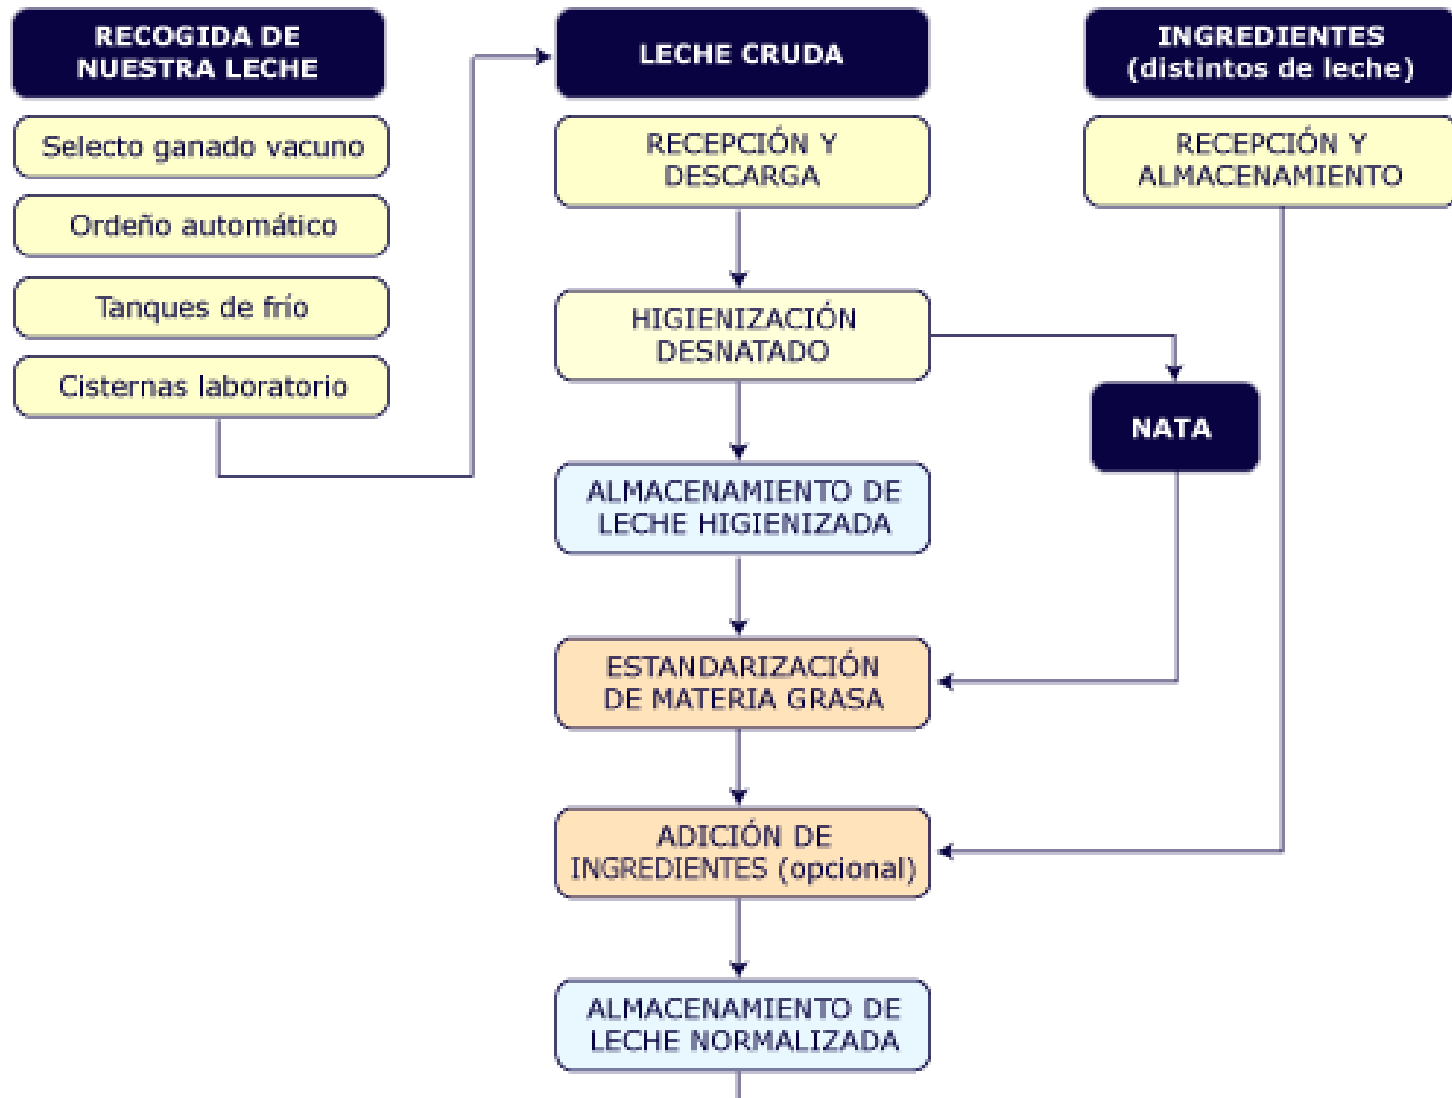 RECOGIDA DE
NUESTRA LECHE
Selecto ganado vacuno
Ordeño automático
Tanques de frío
Cisternas laboratorio
LECHE CRUDA
RECEPCIÓN Y
DESCARGA
HIGIENIZACIÓN
DESNATADO
NATA
ALMACENAMIENTO DE
LECHE HIGIENIZADA
ESTANDARIZACIÓN
DE MATERIA GRASA
INGREDIENTES
(distintos de leche)
RECEPCIÓN Y
ALMACENAMIENTO
ADICIÓN DE
INGREDIENTES (opcional)
ALMACENAMIENTO DE
LECHE NORMALIZADA